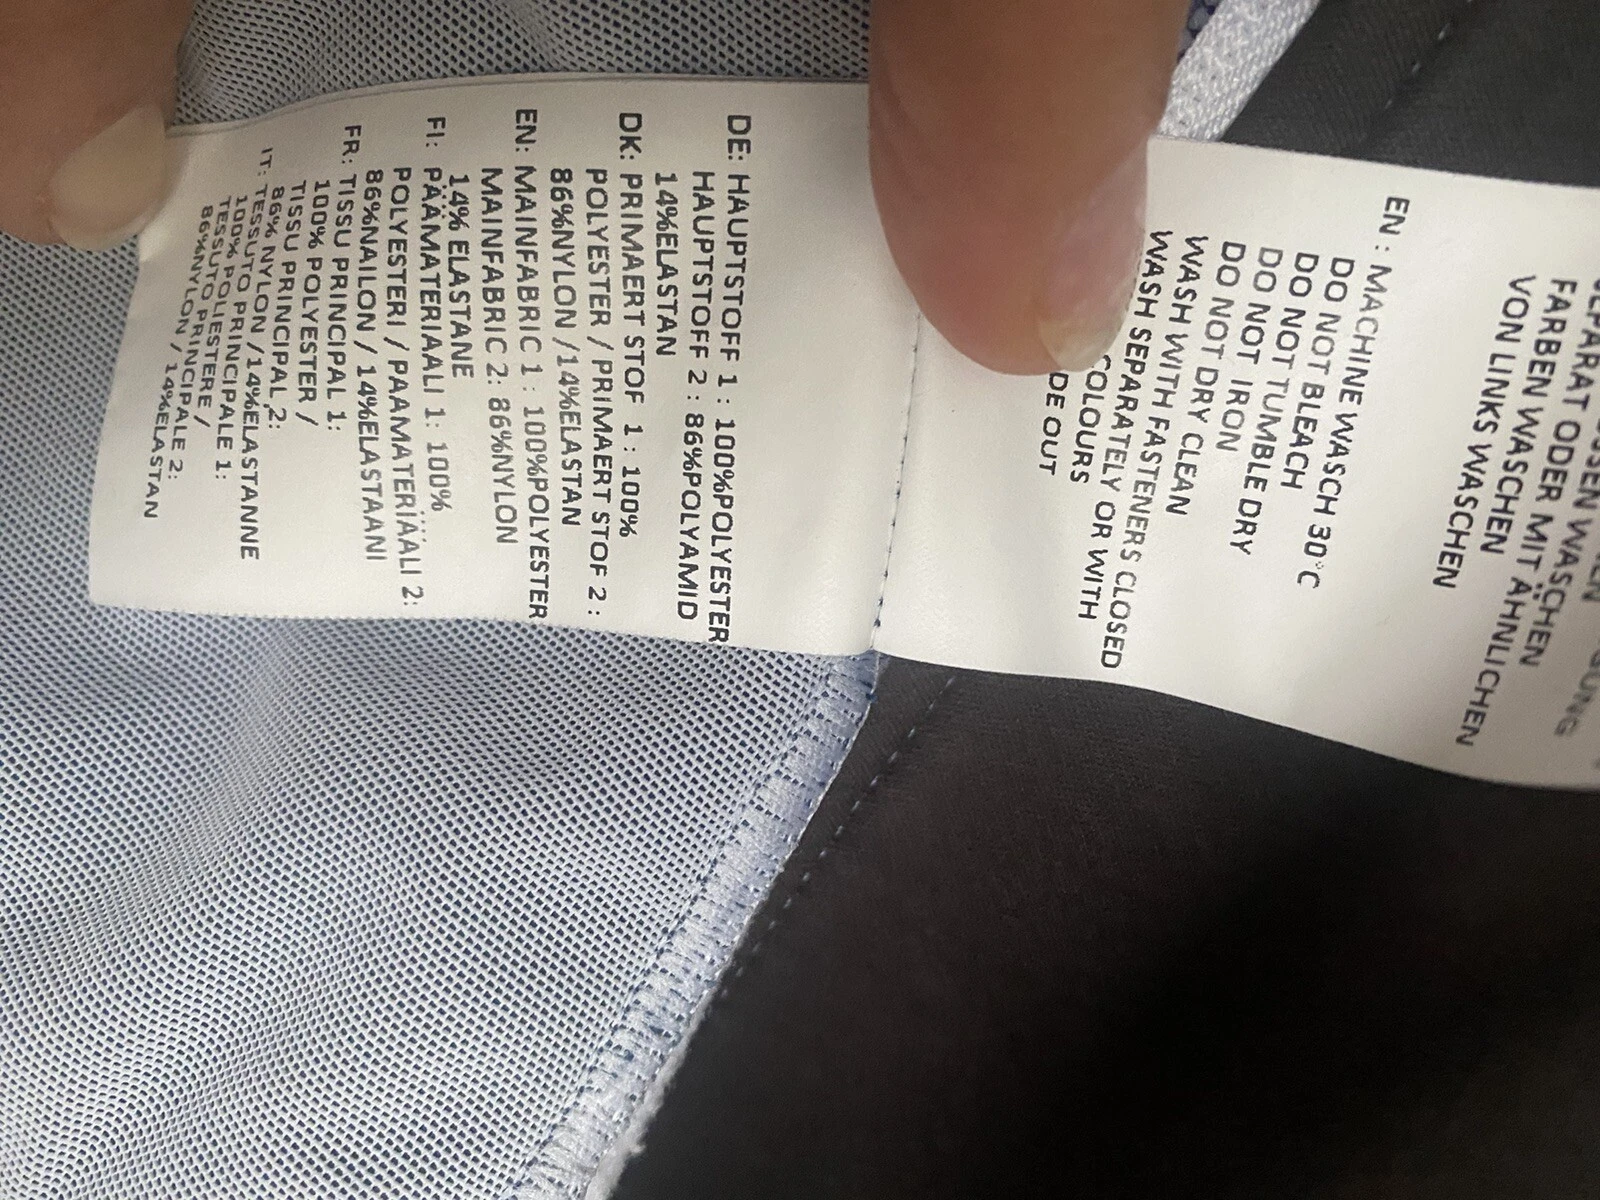 FARBEN ODER MIT ÄHNLICHEN
FARBEN WASCHEN
VON LINKS WASCHEN
EN : MACHINE WASCH 30°C
DO NOT BLEACH
DO NOT TUMBLE DRY
DO NOT IRON
DO NOT DRY CLEAN
WASH WITH FASTENERS CLOSED
WASH SEPARATELY OR WITH
COLOURS
OUT
DE: HAUPTSTOFF 1 : 100%POLYESTER
HAUPTSTOFF 2 : 86%POLYAMID
14%ELASTAN
DK: PRIMAERT STOF 1 : 100%
POLYESTER / PRIMAERT STOF 2 :
86%NYLON /14%ELASTAN
EN: MAINFABRIC 1 : 100%POLYESTER
MAINFABRIC 2: 86%NYLON
14% ELASTANE
FI: PÄÄMATERIAALI 1: 100%
POLYESTERI / PAAMATERIÄÄLI 2:
86%NAILON / 14%ELASTAANI
FR: TISSU PRINCIPAL 1:
100% POLYESTER /
TISSU PRINCIPAL 2:
86% NYLON /14%ELASTANNE
IT: TESSUTO PRINCIPALE 1:
100% POLIESTERE /
TESSUTO PRINCIPALE 2:
86%NYLON / 14%ELASTAN